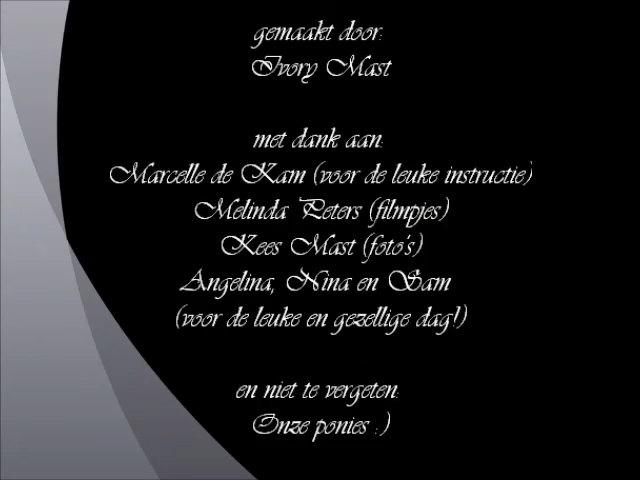 gemaakt door:
Ivory Mast
met dank aan:
Marcelle de Kam (voor de leuke instructie)
Melinda Peters (filmpjes)
Kees Mast (foto's)
Angelina, Nina en Sam
(voor de leuke en gezellige dag!)
en niet te vergeten:
Onze ponies :)